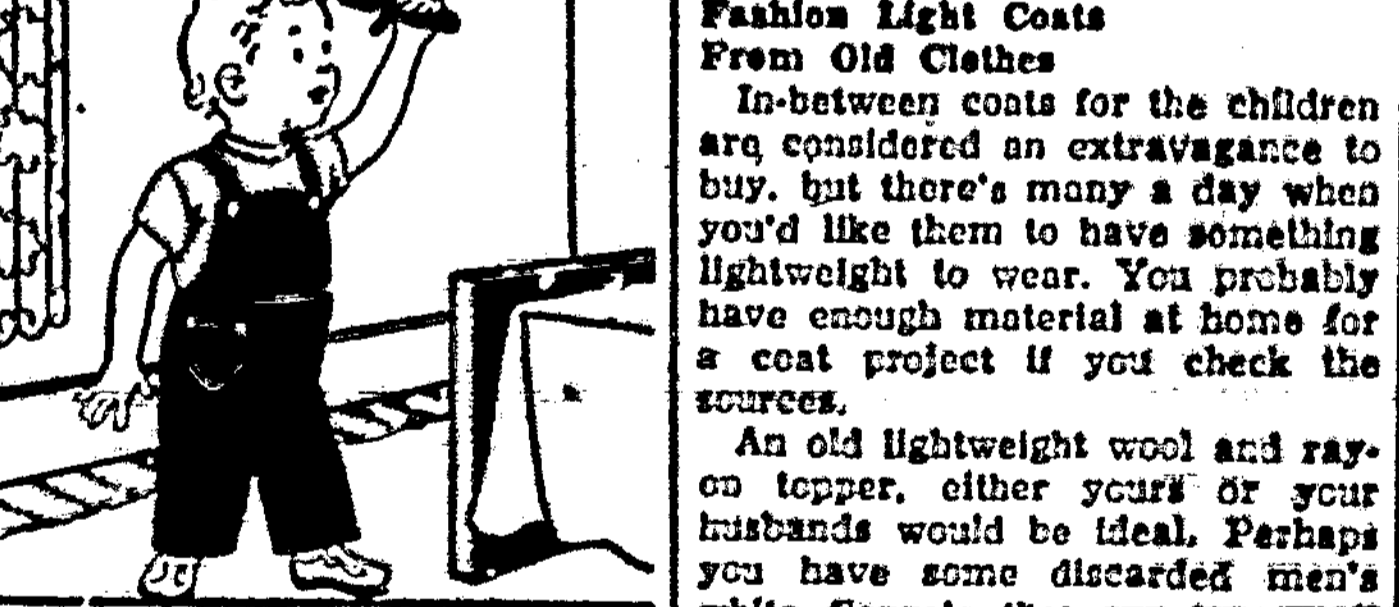 Fashion Light Coats
From Old Clothes
In-between coats for the children
are considered an extravagance to
buy, but there's many a day when
you'd like them to have something
lightweight to wear. You probably
have enough material at home for
a coat project if you check the
sources.
An old lightweight wool and ray-
on topper, either yours or your
husbands would be ideal. Perhaps
you have some discarded men's
white